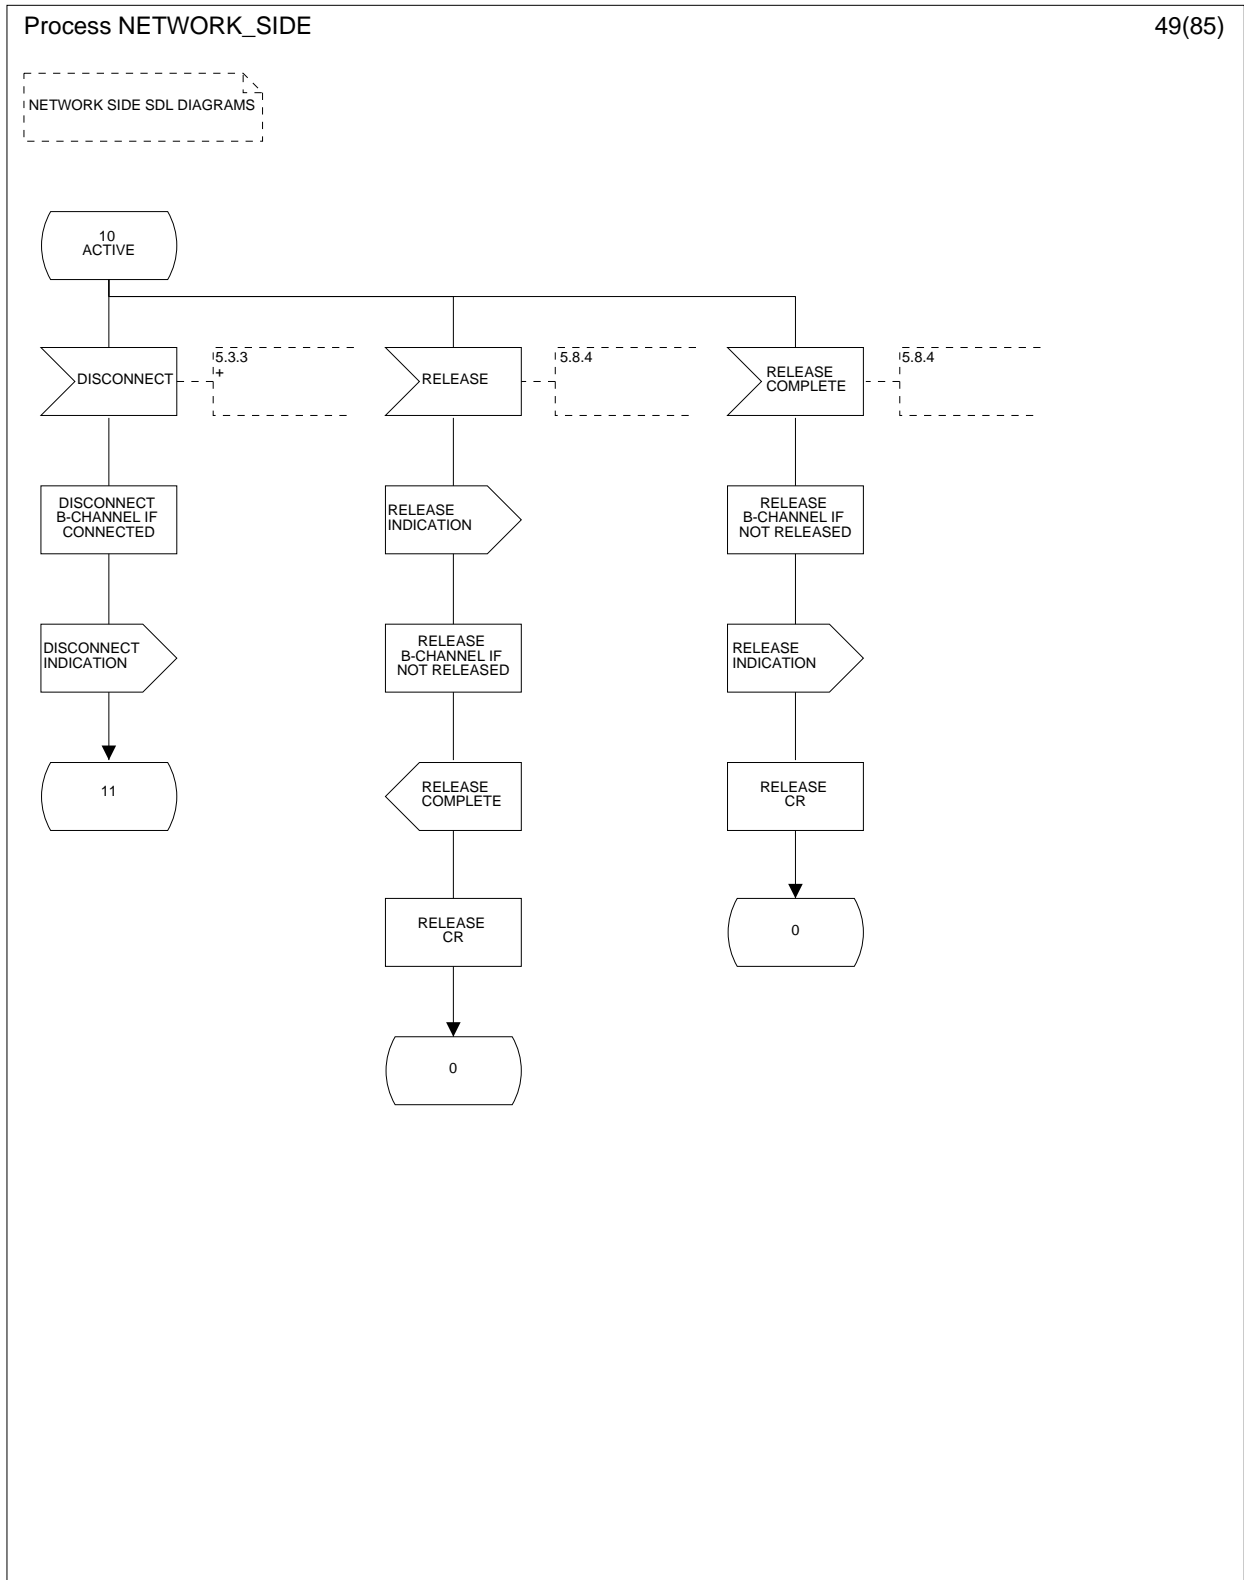 Process NETWORK_SIDE
49(85)
NETWORK SIDE SDL DIAGRAMS
10
ACTIVE
DISCONNECT
5.3.3
+
RELEASE
5.8.4
RELEASE
COMPLETE
5.8.4
DISCONNECT
B-CHANNEL IF
CONNECTED
RELEASE
INDICATION
RELEASE
B-CHANNEL IF
NOT RELEASED
DISCONNECT
INDICATION
RELEASE
B-CHANNEL IF
NOT RELEASED
RELEASE
INDICATION
11
RELEASE
COMPLETE
RELEASE
CR
RELEASE
CR
0
0